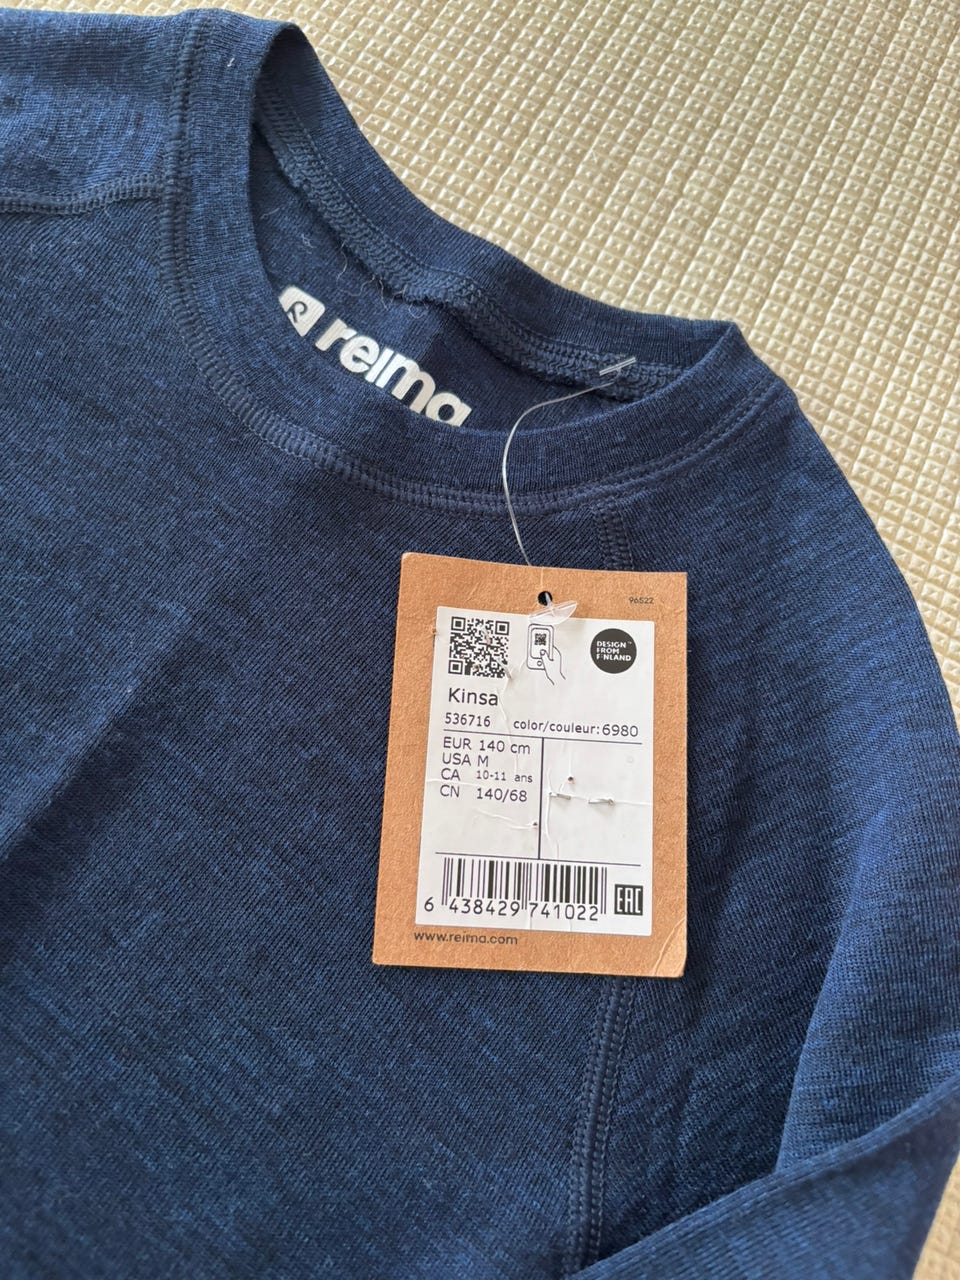 reima
96522
DESIGN™
FROM
FINLAND
Kinsa
536716 color/couleur:6980
EUR 140 cm
USA M
CA 10-11 ans
CN 140/68
6 438429 741022
EAC
www.reima.com